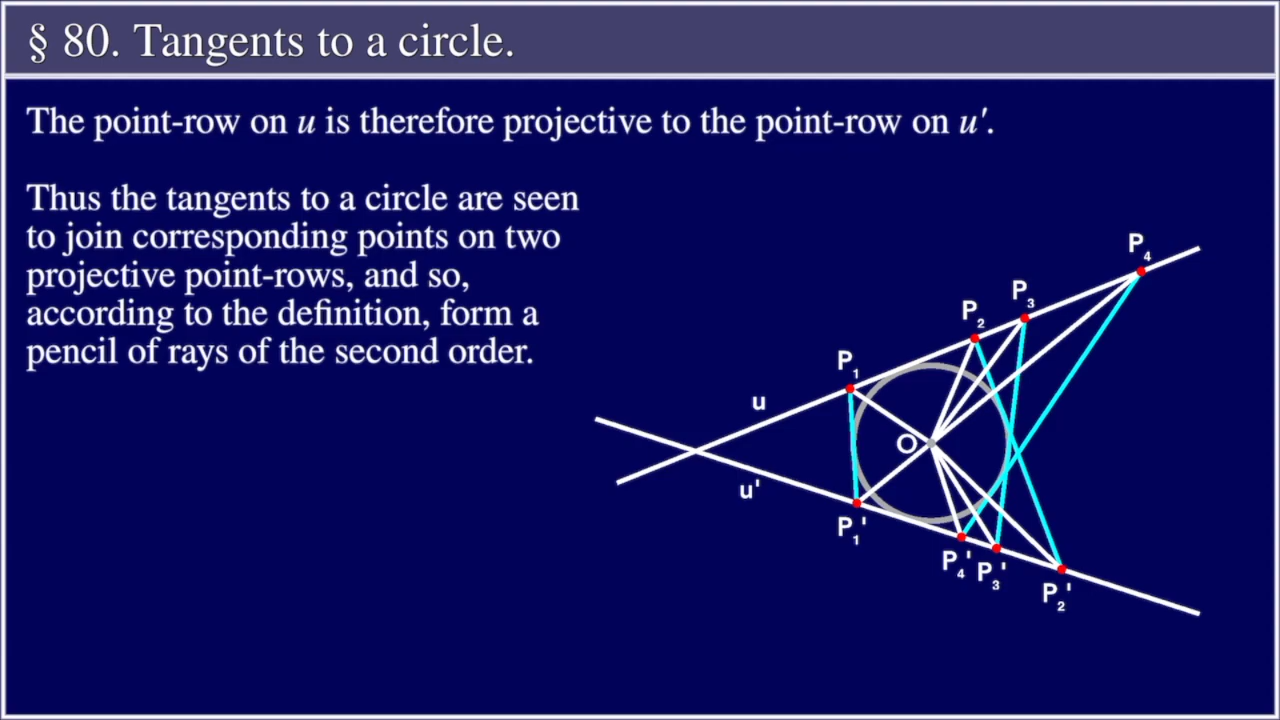 § 80. Tangents to a circle.
The point-row on u is therefore projective to the point-row on u'.
Thus the tangents to a circle are seen
to join corresponding points on two
projective point-rows, and so,
according to the definition, form a
pencil of rays of the second order.
P₄
P₃
P₂
P₁
u
O
u'
P₁'
P₄' P₃'
P₂'